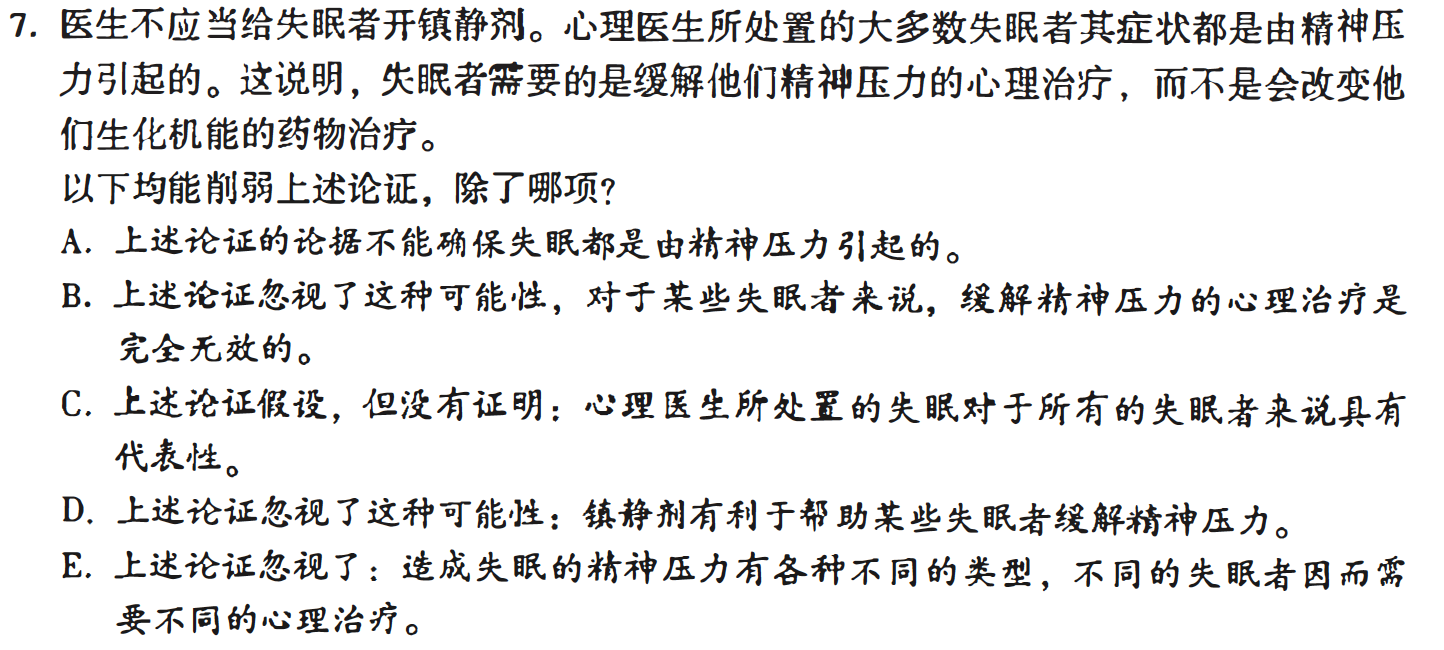 7. 医生不应当给失眠者开镇静剂。心理医生所处置的大多数失眠者其症状都是由精神压
力引起的。这说明，失眠者需要的是缓解他们精神压力的心理治疗，而不是会改变他
们生化机能的药物治疗。
以下均能削弱上述论证，除了哪项？
A. 上述论证的论据不能确保失眠都是由精神压力引起的。
B. 上述论证忽视了这种可能性，对于某些失眠者来说，缓解精神压力的心理治疗是
完全无效的。
C. 上述论证假设，但没有证明：心理医生所处置的失眠对于所有的失眠者来说具有
代表性。
D. 上述论证忽视了这种可能性：镇静剂有利于帮助某些失眠者缓解精神压力。
E. 上述论证忽视了：造成失眠的精神压力有各种不同的类型，不同的失眠者因而需
要不同的心理治疗。